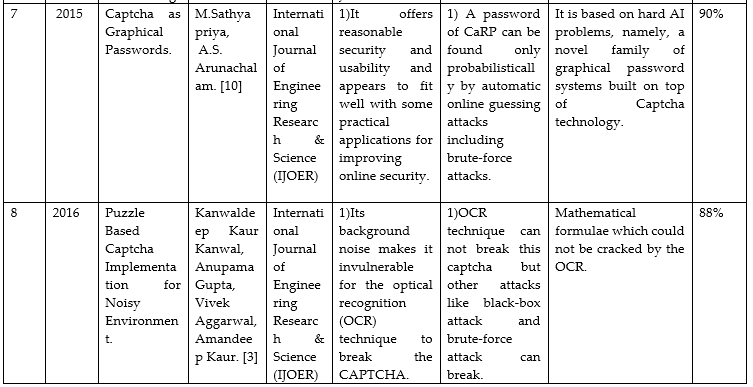 7
2015
Captcha as
Graphical
Passwords.
M.Sathya
priya,
A.S.
Arunachal
am. [10]
Internati
onal
Journal
of
Enginee
ring
Researc
h &
Science
(IJOER)
1)It offers
reasonable
security and
usability and
appears to fit
well with some
practical
applications for
improving
online security.
1) A password
of CaRP can be
found only
probabilisticall
y by automatic
online guessing
attacks
including
brute-force
attacks.
It is based on hard AI
problems, namely, a
novel family of
graphical password
systems built on top
of Captcha
technology.
90%
8
2016
Puzzle
Based
Captcha
Implementa
tion for
Noisy
Environmen
t.
Kanwalde
ep Kaur
Kanwal,
Anupama
Gupta,
Vivek
Aggarwal,
Amandee
p Kaur. [3]
Internati
onal
Journal
of
Enginee
ring
Researc
h &
Science
(IJOER)
1)Its
background
noise makes it
invulnerable
for the optical
recognition
(OCR)
technique to
break the
CAPTCHA.
1)OCR
technique can
not break this
captcha but
other attacks
like black-box
attack and
brute-force
attack can
break.
Mathematical
formulae which could
not be cracked by the
OCR.
88%